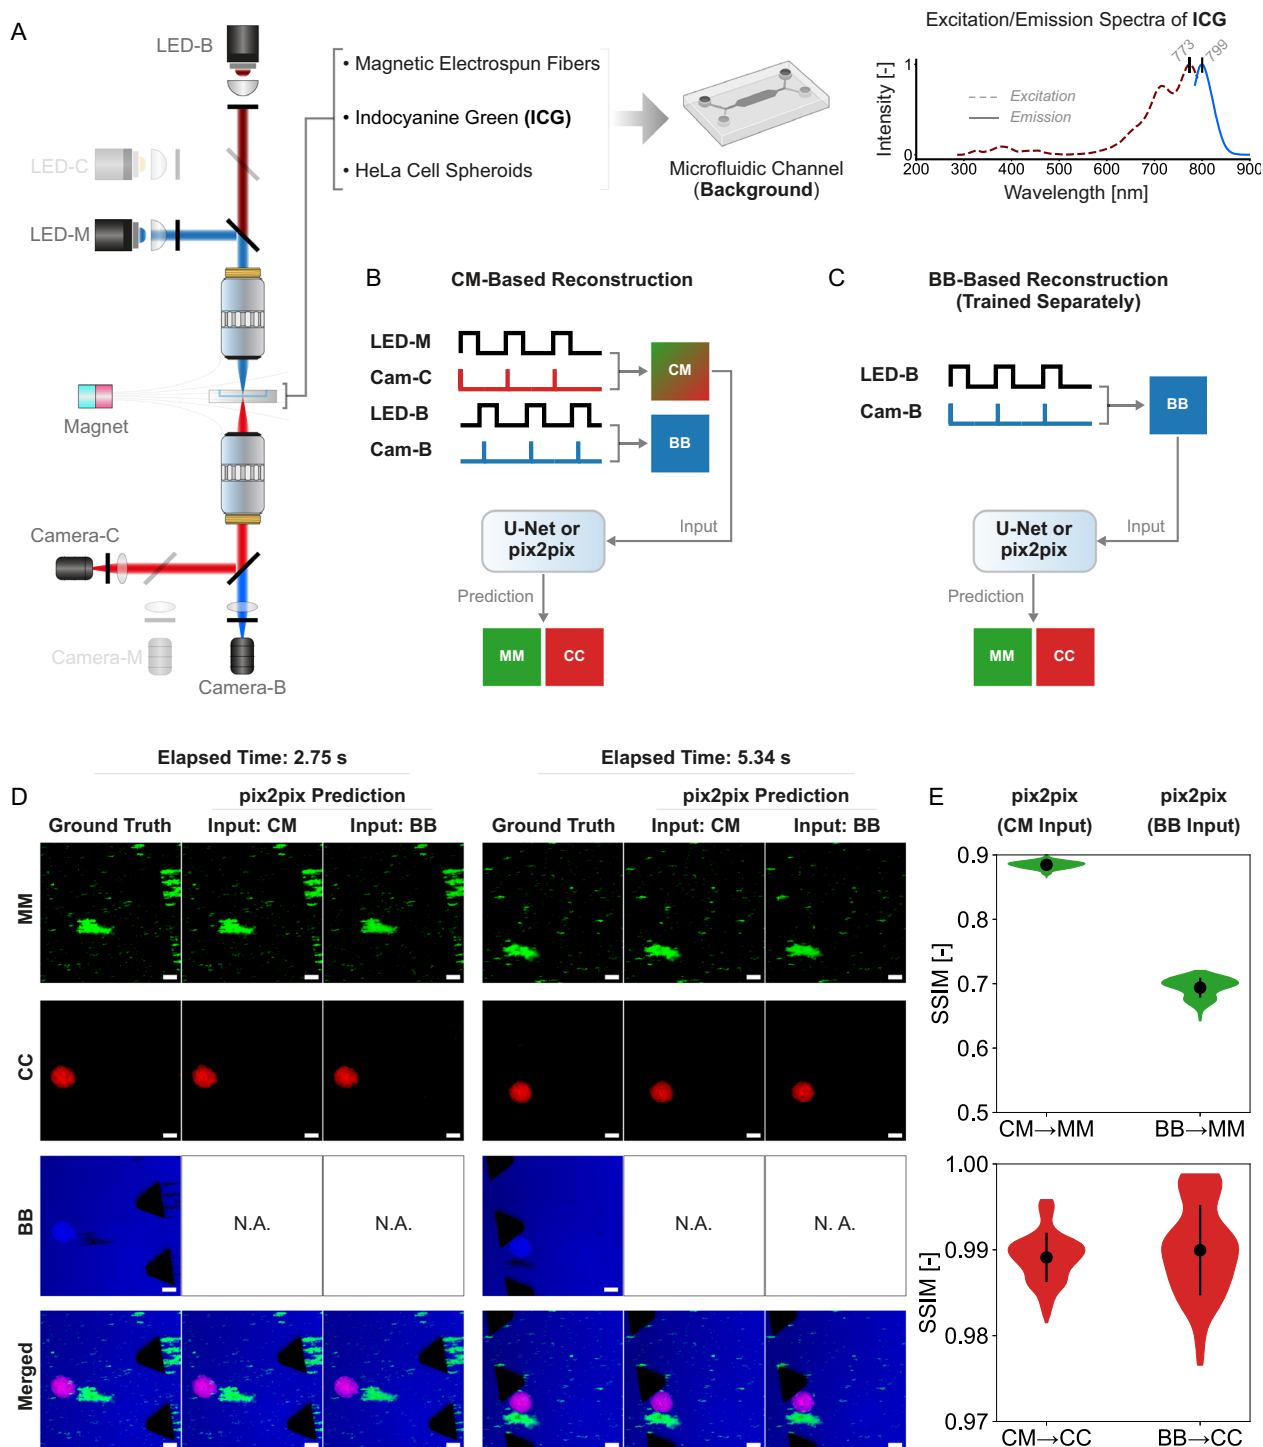 A
LED-B
LED-C
LED-M
Magnet
Camera-C
Camera-M
Camera-B
• Magnetic Electrospun Fibers
• Indocyanine Green (ICG)
• HeLa Cell Spheroids
Microfluidic Channel
(Background)
Excitation/Emission Spectra of ICG
773
799
Intensity [-]
1
0
Excitation
Emission
200 300 400 500 600 700 800 900
Wavelength [nm]
B
CM-Based Reconstruction
LED-M
Cam-C
LED-B
Cam-B
CM
BB
Input
U-Net or
pix2pix
Prediction
MM CC
C
BB-Based Reconstruction
(Trained Separately)
LED-B
Cam-B
BB
Input
U-Net or
pix2pix
Prediction
MM CC
D
Elapsed Time: 2.75 s
Elapsed Time: 5.34 s
pix2pix Prediction
pix2pix Prediction
Ground Truth Input: CM Input: BB
Ground Truth Input: CM Input: BB
MM
CC
BB
N.A. N.A. N.A. N. A.
Merged
E
pix2pix pix2pix
(CM Input) (BB Input)
SSIM [-]
0.9
0.8
0.7
0.6
0.5
CM→MM BB→MM
SSIM [-]
1.00
0.99
0.98
0.97
CM→CC BB→CC